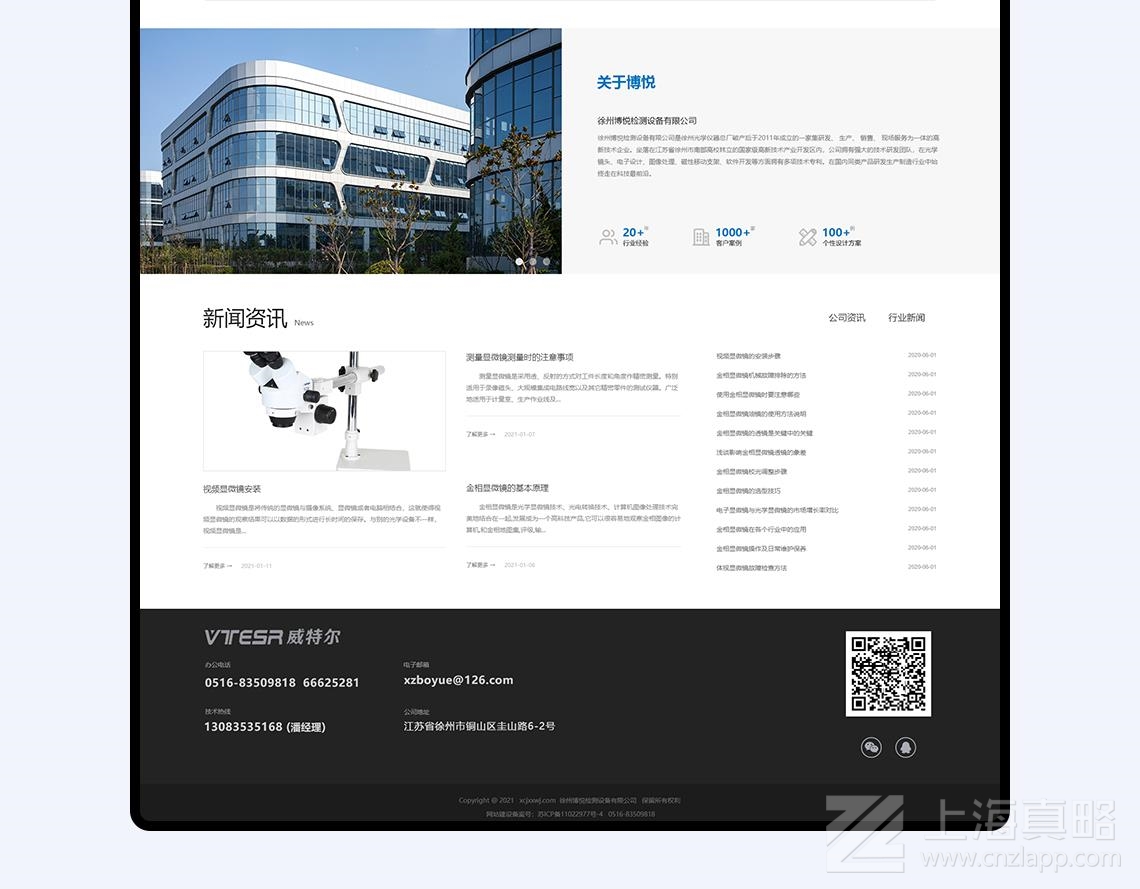 关于博悦
徐州博悦检测设备有限公司
徐州博悦检测设备有限公司是徐州光学仪器总厂破产后于2011年成立的一家集研发、 生产、 销售、 现场服务为一体的高
新技术企业。坐落在江苏省徐州市南部高校林立的国家级高新技术产业开发区内。公司拥有强大的技术研发团队，在光学
镜头、电子设计、图像处理、磁性移动支架、软件开发等方面拥有多项技术专利。在国内同类产品研发生产制造行业中始
终走在科技最前沿。
20+年
行业经验
1000+家
客户案例
100+例
个性设计方案
新闻资讯 News
公司资讯 行业新闻
视频显微镜安装
视频显微镜是将传统的显微镜与摄像系统、显微镜或者电脑相结合。这就使得视
频显微镜的观察结果可以以数据的形式进行长时间的保存。与别的光学设备不一样，
视频显微镜是...
了解更多 → 2021-01-11
测量显微镜测量时的注意事项
测量显微镜是采用透、反射的方式对工件长度和角度作精密测量。特别
适用于录像磁头、大规模集成电路线宽以及其它精密零件的测试仪器。广泛
地适用于计量室、生产作业线及...
了解更多 → 2021-01-07
金相显微镜的基本原理
金相显微镜是光学显微镜技术、光电转换技术、计算机图像处理技术完
美地结合在一起,发展成为一个高科技产品,它可以很容易地观察金相图像的计
算机,和金相地图集,评级,输...
了解更多 → 2021-01-06
视频显微镜的安装步骤 2020-06-01
金相显微镜机械故障排除的方法 2020-06-01
使用金相显微镜时要注意哪些 2020-06-01
金相显微镜物镜的使用方法说明 2020-06-01
金相显微镜的透镜是关键中的关键 2020-06-01
浅谈影响金相显微镜透镜的象差 2020-06-01
金相显微镜校光调整步骤 2020-06-01
金相显微镜的选型技巧 2020-06-01
电子显微镜与光学显微镜的市场增长率对比 2020-06-01
金相显微镜在各个行业中的应用 2020-06-01
金相显微镜操作及日常维护保养 2020-06-01
体视显微镜故障检查方法 2020-06-01
VTESR 威特尔
办公电话
0516-83509818 66625281
电子邮箱
xzboyue@126.com
技术热线
13083535168 (潘经理)
公司地址
江苏省徐州市铜山区圭山路6-2号
Copyright @ 2021 xcjxxwj.com 徐州博悦检测设备有限公司 保留所有权利
网站建设备案号：苏ICP备11022977号-4 0516-83509818
上海真略
www.cnzlapp.com